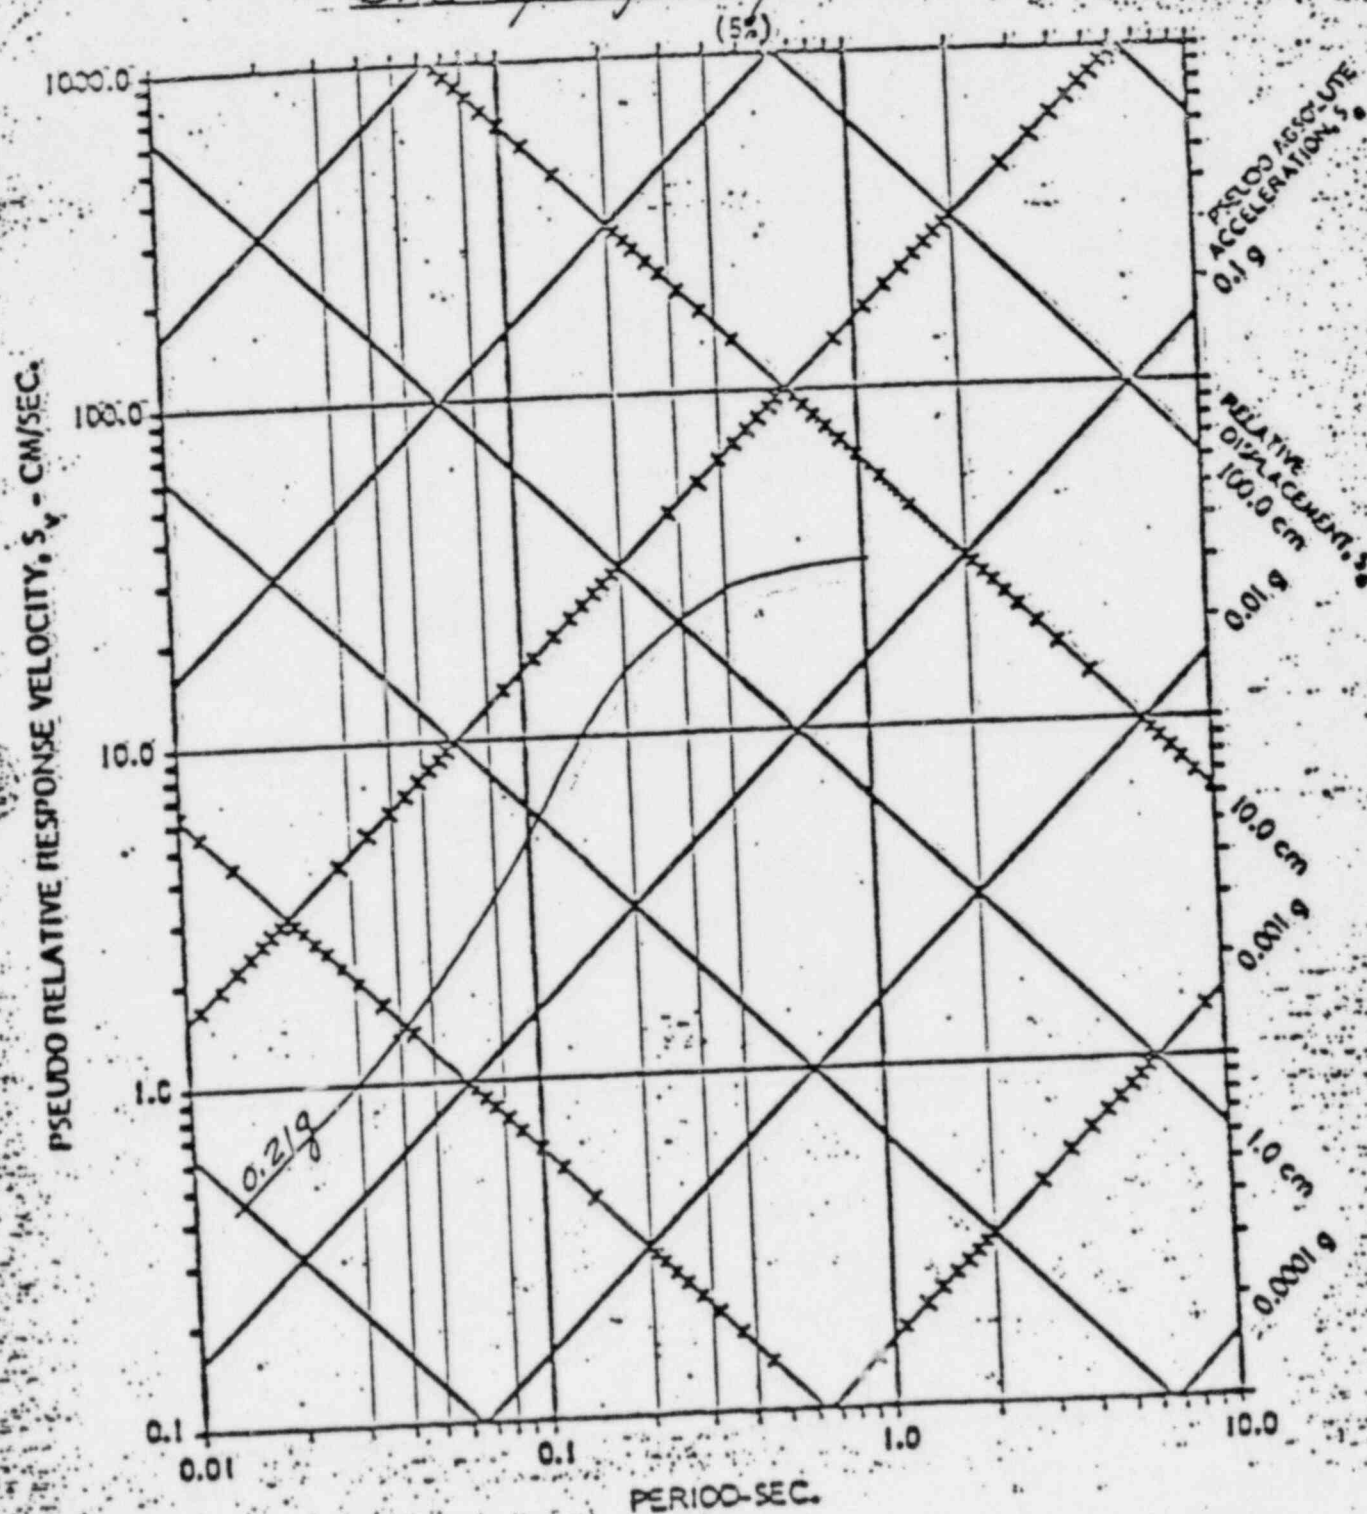 (5%)
1000.0
100.0
10.0
1.0
0.1
PSEUDO RELATIVE RESPONSE VELOCITY, Sv - CM/SEC.
0.01
0.1
1.0
10.0
PERIOD-SEC.
PSEUDO ABSOLUTE
ACCELERATION, Sa
0.1 g
RELATIVE
DISPLACEMENT, Sd
100.0 cm
0.01 g
10.0 cm
0.001 g
1.0 cm
0.0001 g
0.21g